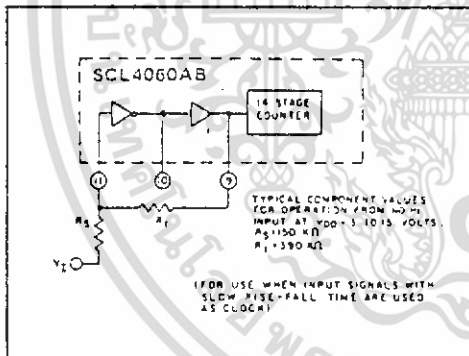 SCL4060AB
14 STAGE
COUNTER
11
10
9
RS
Rf
VI
TYPICAL COMPONENT VALUES
FOR OPERATION FROM 60 Hz
INPUT AT VDD = 5 TO 15 VOLTS.
RS = 150 KΩ
Rf = 390 KΩ
(FOR USE WHEN INPUT SIGNALS WITH
SLOW RISE-FALL TIME ARE USED
AS CLOCK)